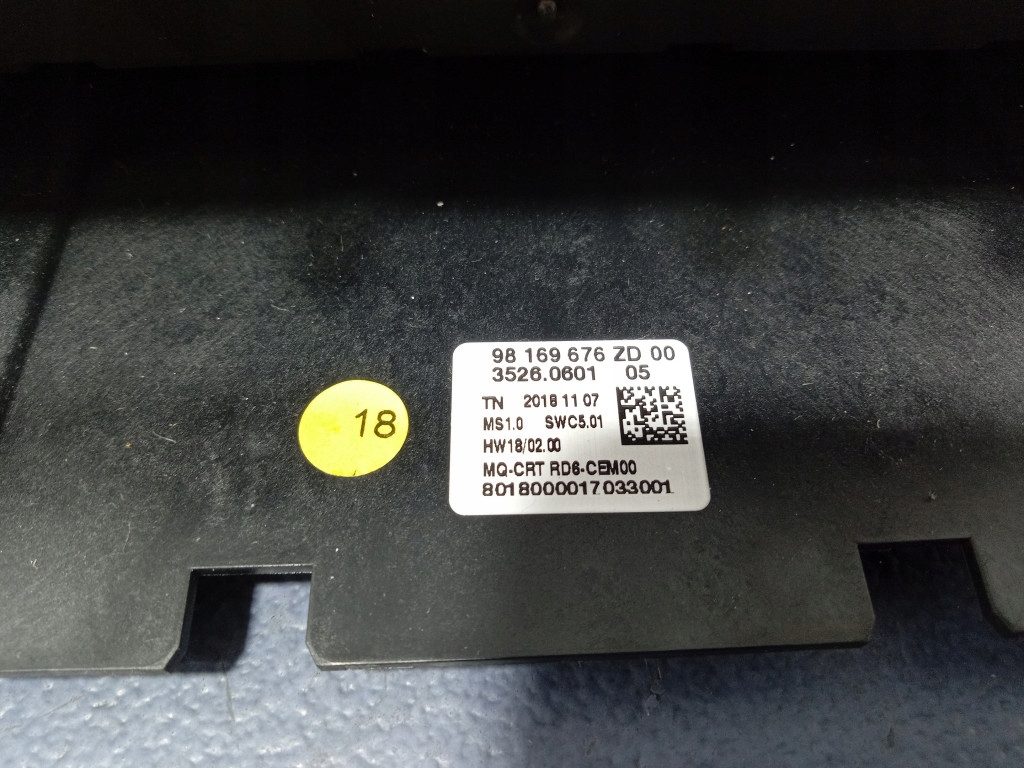 98 169 676 ZD 00
3526.0601 05
TN 2018 11 07
MS1.0 SWC5.01
HW18/02.00
MQ-CRT RD6-CEM00
8018000017033001
18